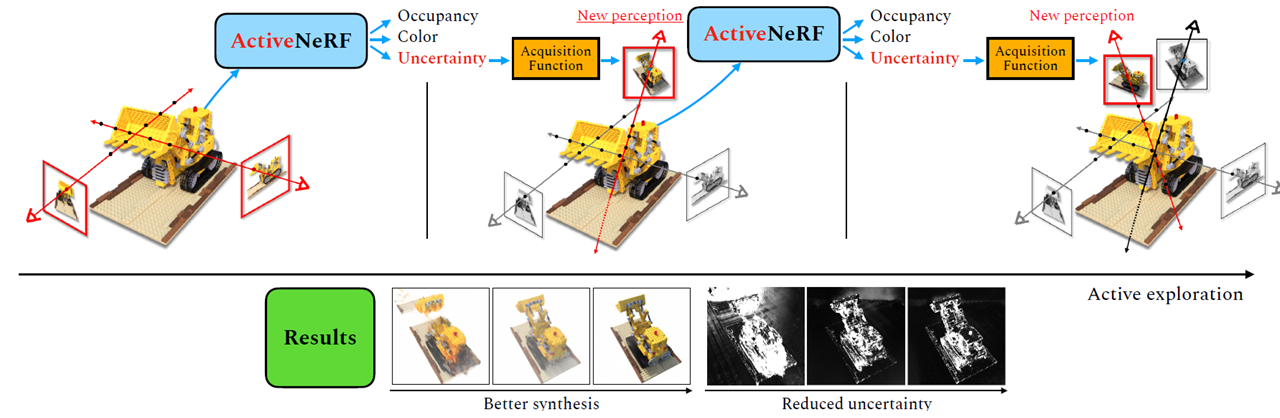 ActiveNeRF
Occupancy
Color
Uncertainty
Acquisition
Function
New perception
ActiveNeRF
Occupancy
Color
Uncertainty
Acquisition
Function
New perception
Active exploration
Results
Better synthesis
Reduced uncertainty